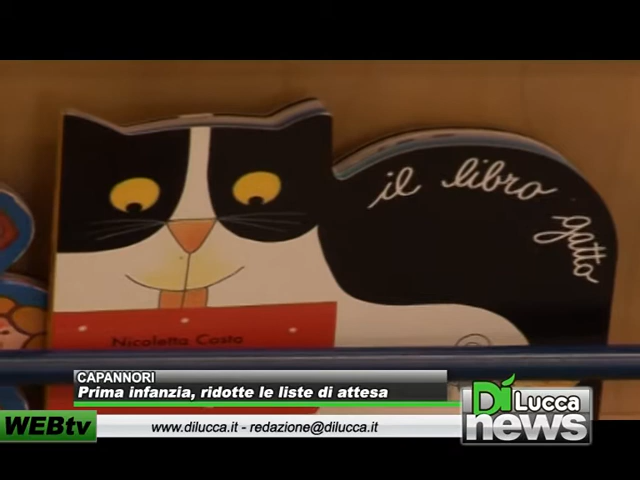 il libro
gatto
Nicoletta Costa
CAPANNORI
Prima infanzia, ridotte le liste di attesa
WEBtv
www.dilucca.it - redazione@dilucca.it
Dì LUCCA
news